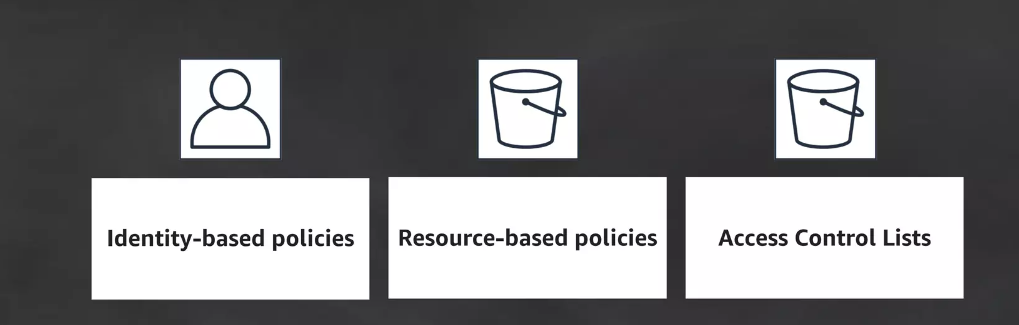 Identity-based policies
Resource-based policies
Access Control Lists